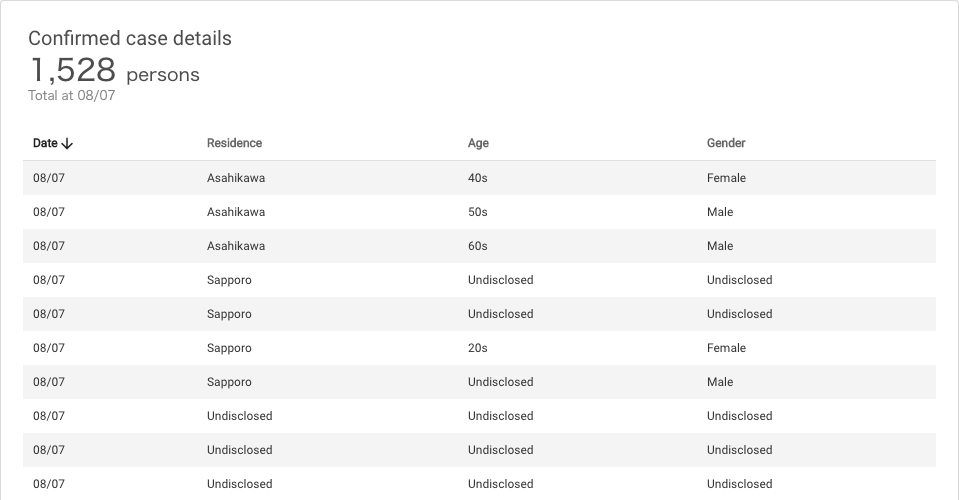 Confirmed case details
1,528 persons
Total at 08/07
Date Residence Age Gender
08/07 Asahikawa 40s Female
08/07 Asahikawa 50s Male
08/07 Asahikawa 60s Male
08/07 Sapporo Undisclosed Undisclosed
08/07 Sapporo Undisclosed Undisclosed
08/07 Sapporo 20s Female
08/07 Sapporo Undisclosed Male
08/07 Undisclosed Undisclosed Undisclosed
08/07 Undisclosed Undisclosed Undisclosed
08/07 Undisclosed Undisclosed Undisclosed